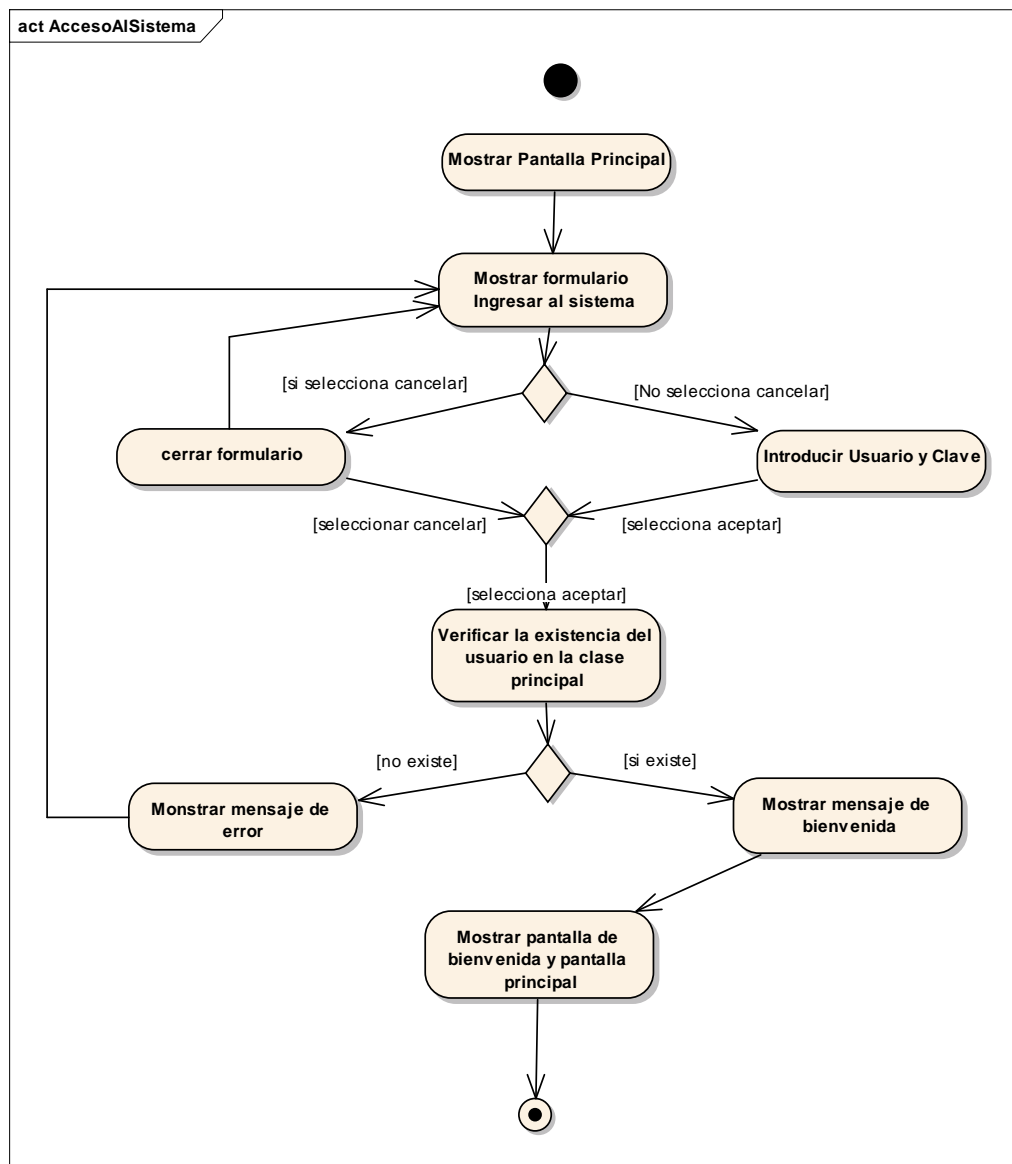 act AccesoAlSistema
Mostrar Pantalla Principal
Mostrar formulario
Ingresar al sistema
[si selecciona cancelar]
[No selecciona cancelar]
cerrar formulario
Introducir Usuario y Clave
[seleccionar cancelar]
[selecciona aceptar]
[selecciona aceptar]
Verificar la existencia del
usuario en la clase
principal
[no existe]
[si existe]
Monstrar mensaje de
error
Mostrar mensaje de
bienvenida
Mostrar pantalla de
bienvenida y pantalla
principal